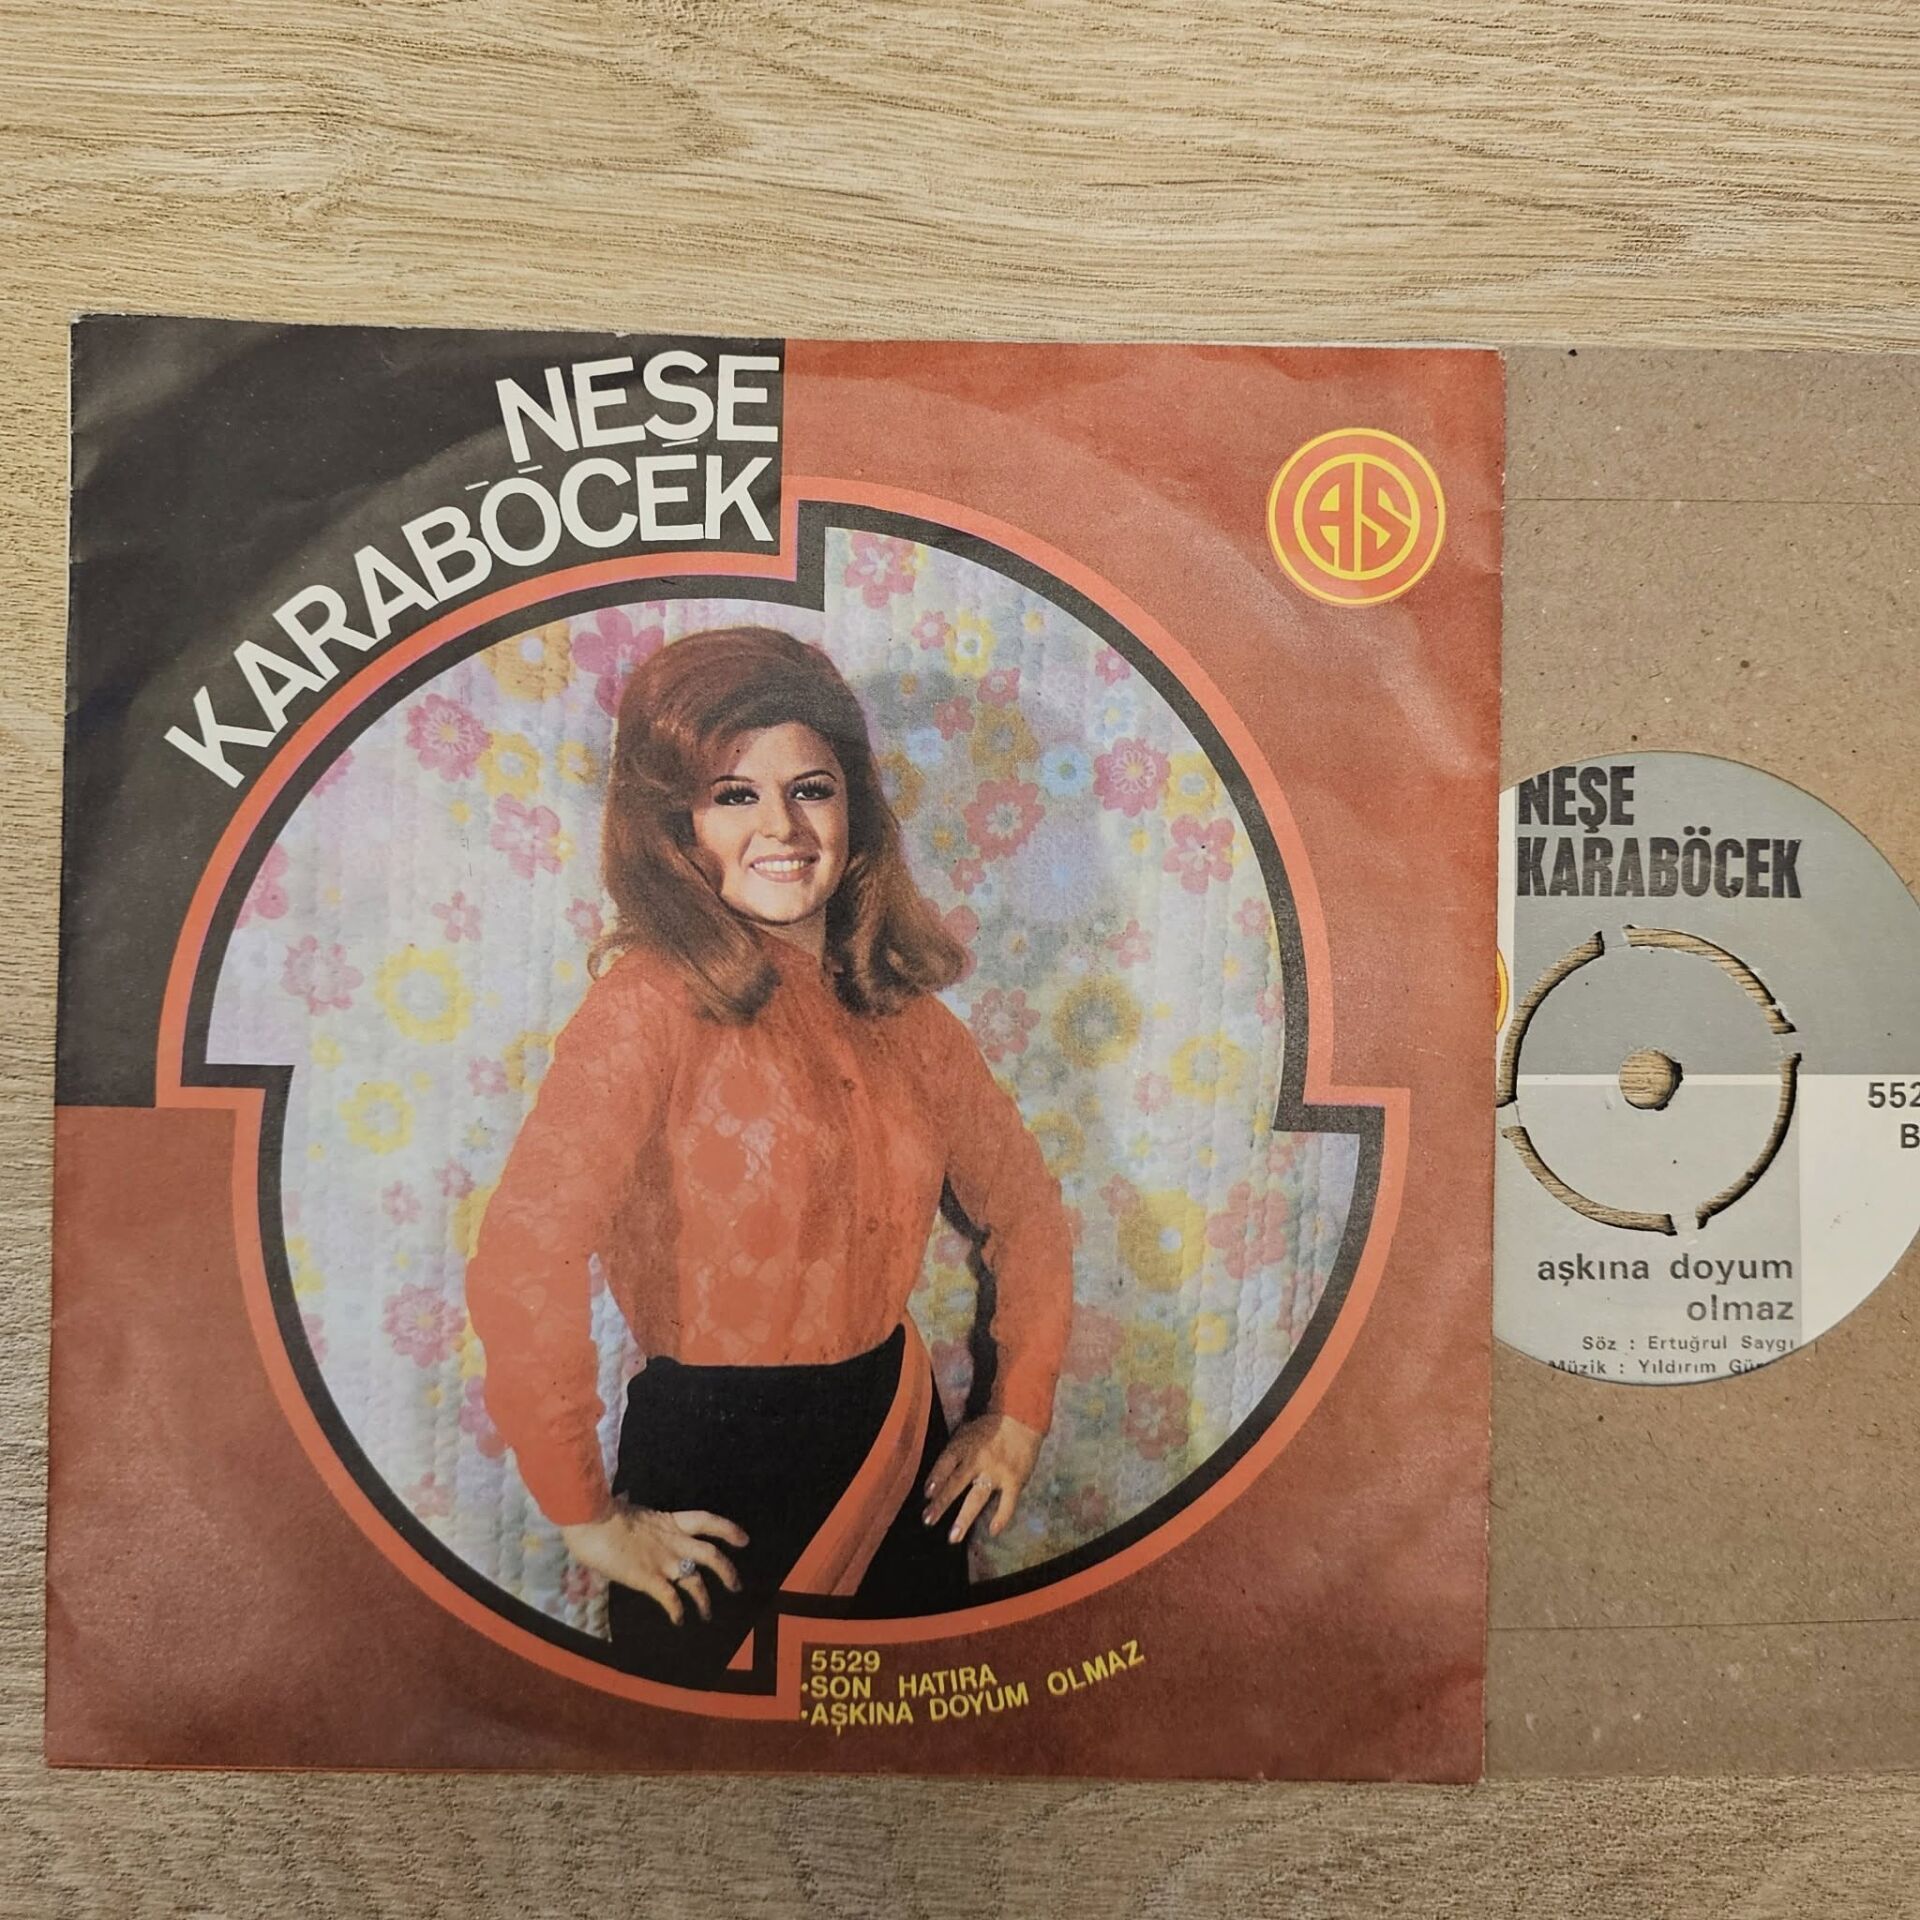 NEŞE
KARABÖCEK
AS
5529
•SON HATIRA
•AŞKINA DOYUM OLMAZ
NEŞE
KARABÖCEK
B
aşkına doyum
olmaz
Söz : Ertuğrul Saygı
Müzik : Yıldırım